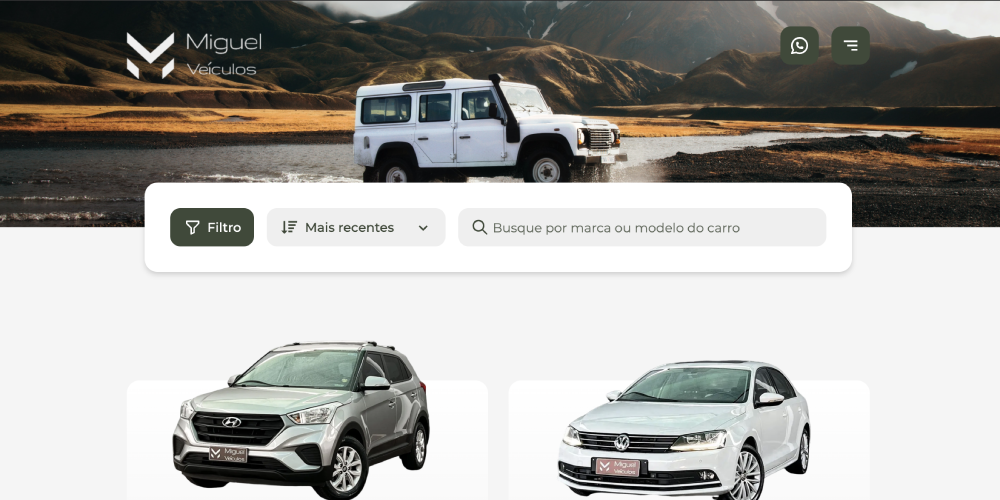 Miguel
Veículos
Filtro
Mais recentes
Busque por marca ou modelo do carro
Miguel
Veículos
Miguel
Veículos